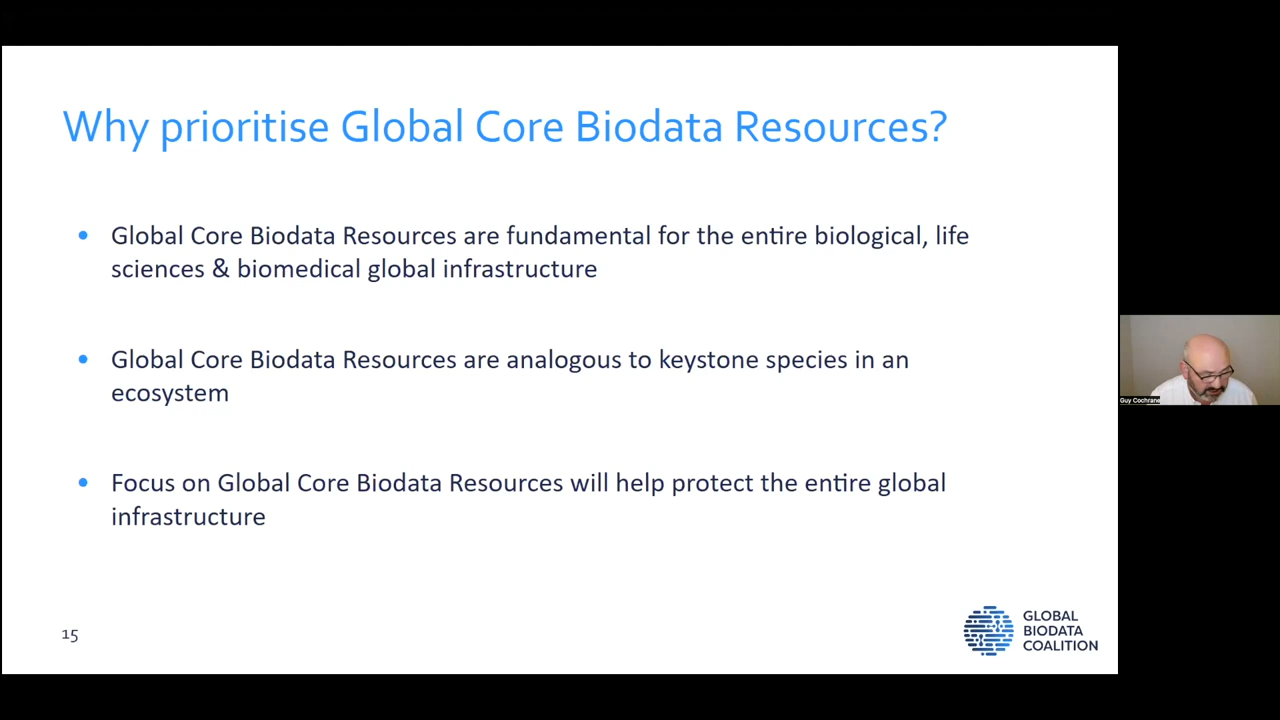 Why prioritise Global Core Biodata Resources?
• Global Core Biodata Resources are fundamental for the entire biological, life
sciences & biomedical global infrastructure
• Global Core Biodata Resources are analogous to keystone species in an
ecosystem
• Focus on Global Core Biodata Resources will help protect the entire global
infrastructure
15
GLOBAL
BIODATA
COALITION
Guy Cochrane